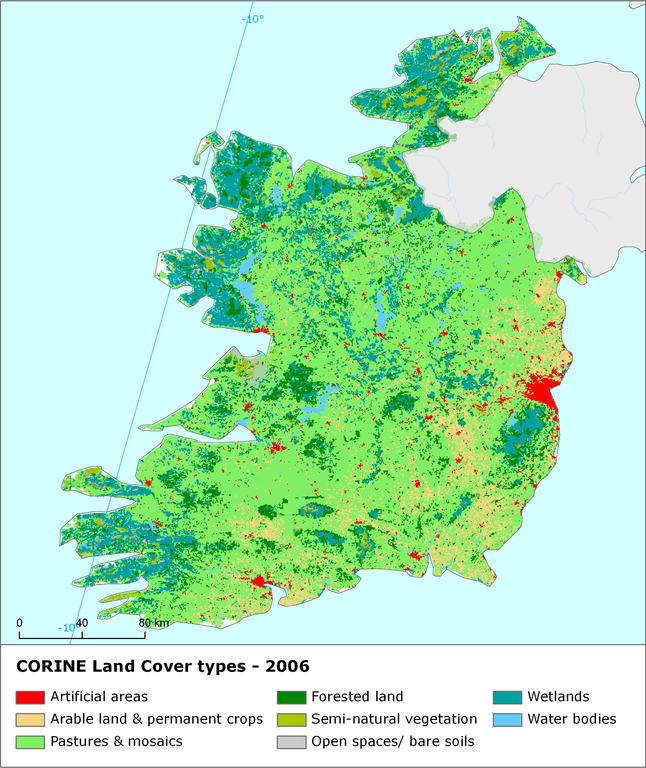 -10°
-10°
0 40 80 km
CORINE Land Cover types - 2006
Artificial areas Forested land Wetlands
Arable land & permanent crops Semi-natural vegetation Water bodies
Pastures & mosaics Open spaces/ bare soils